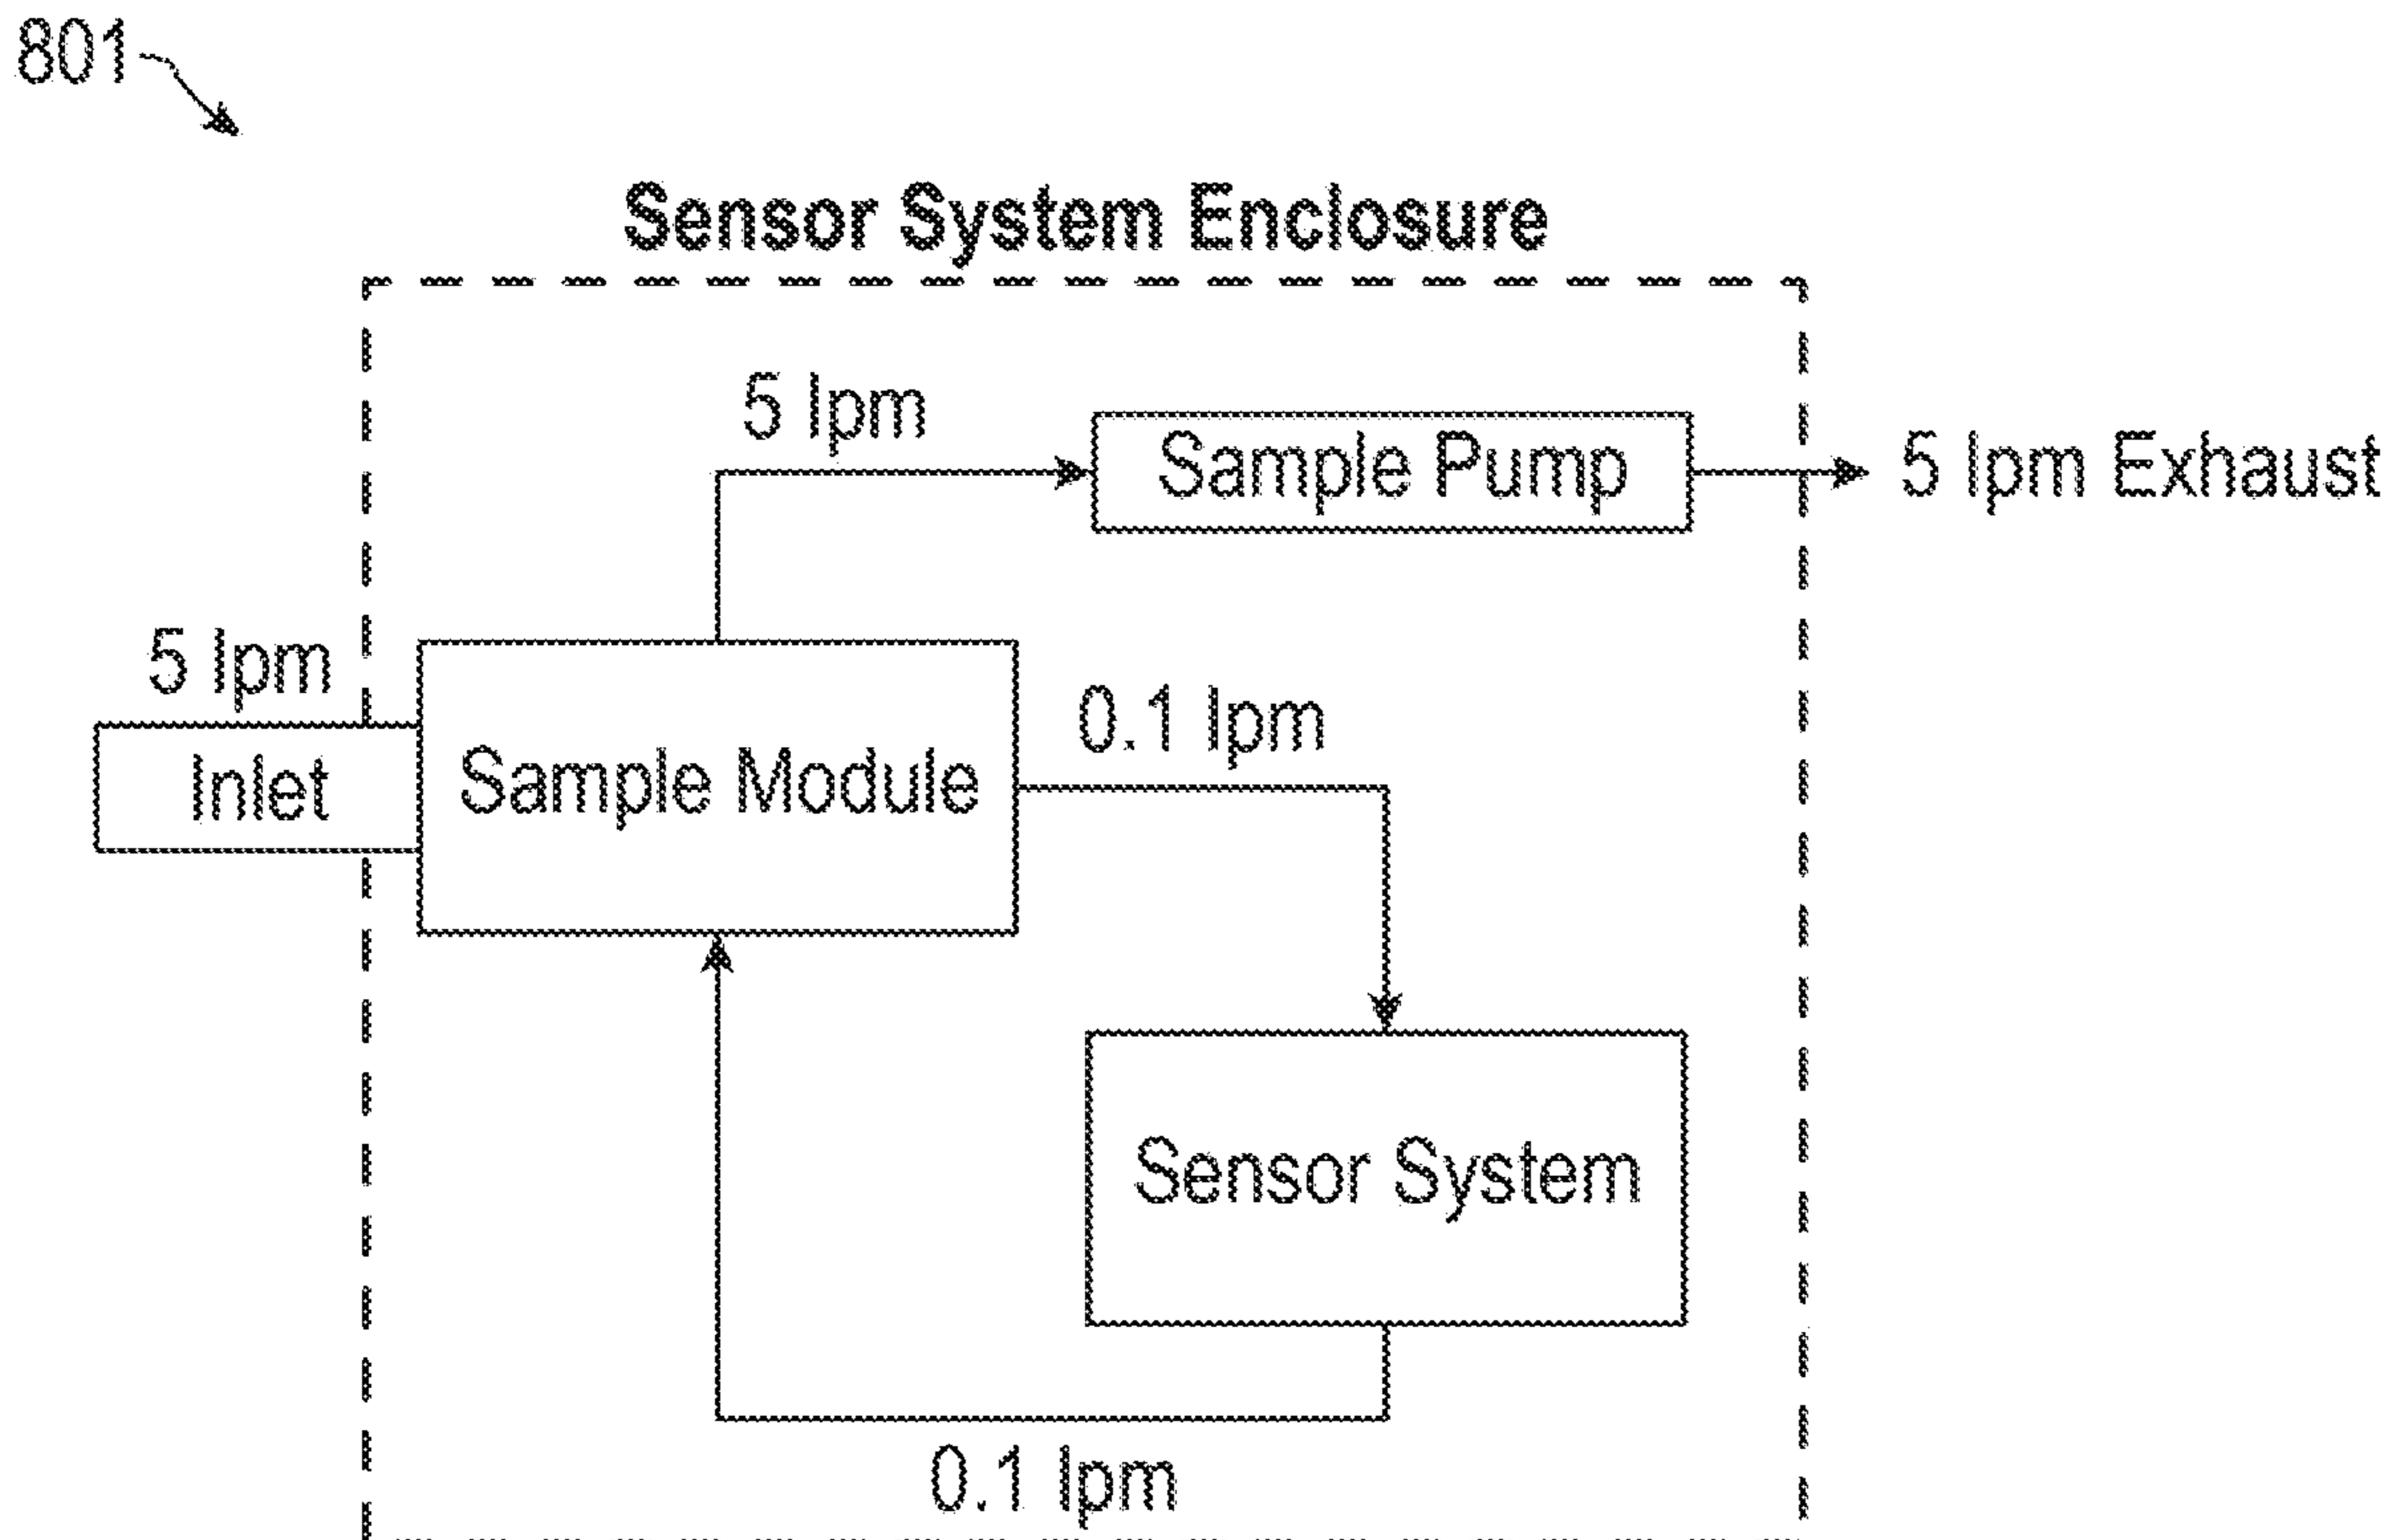 801
Sensor System Enclosure
5 lpm
Sample Pump
5 lpm Exhaust
5 lpm
Inlet
Sample Module
0.1 lpm
Sensor System
0.1 lpm